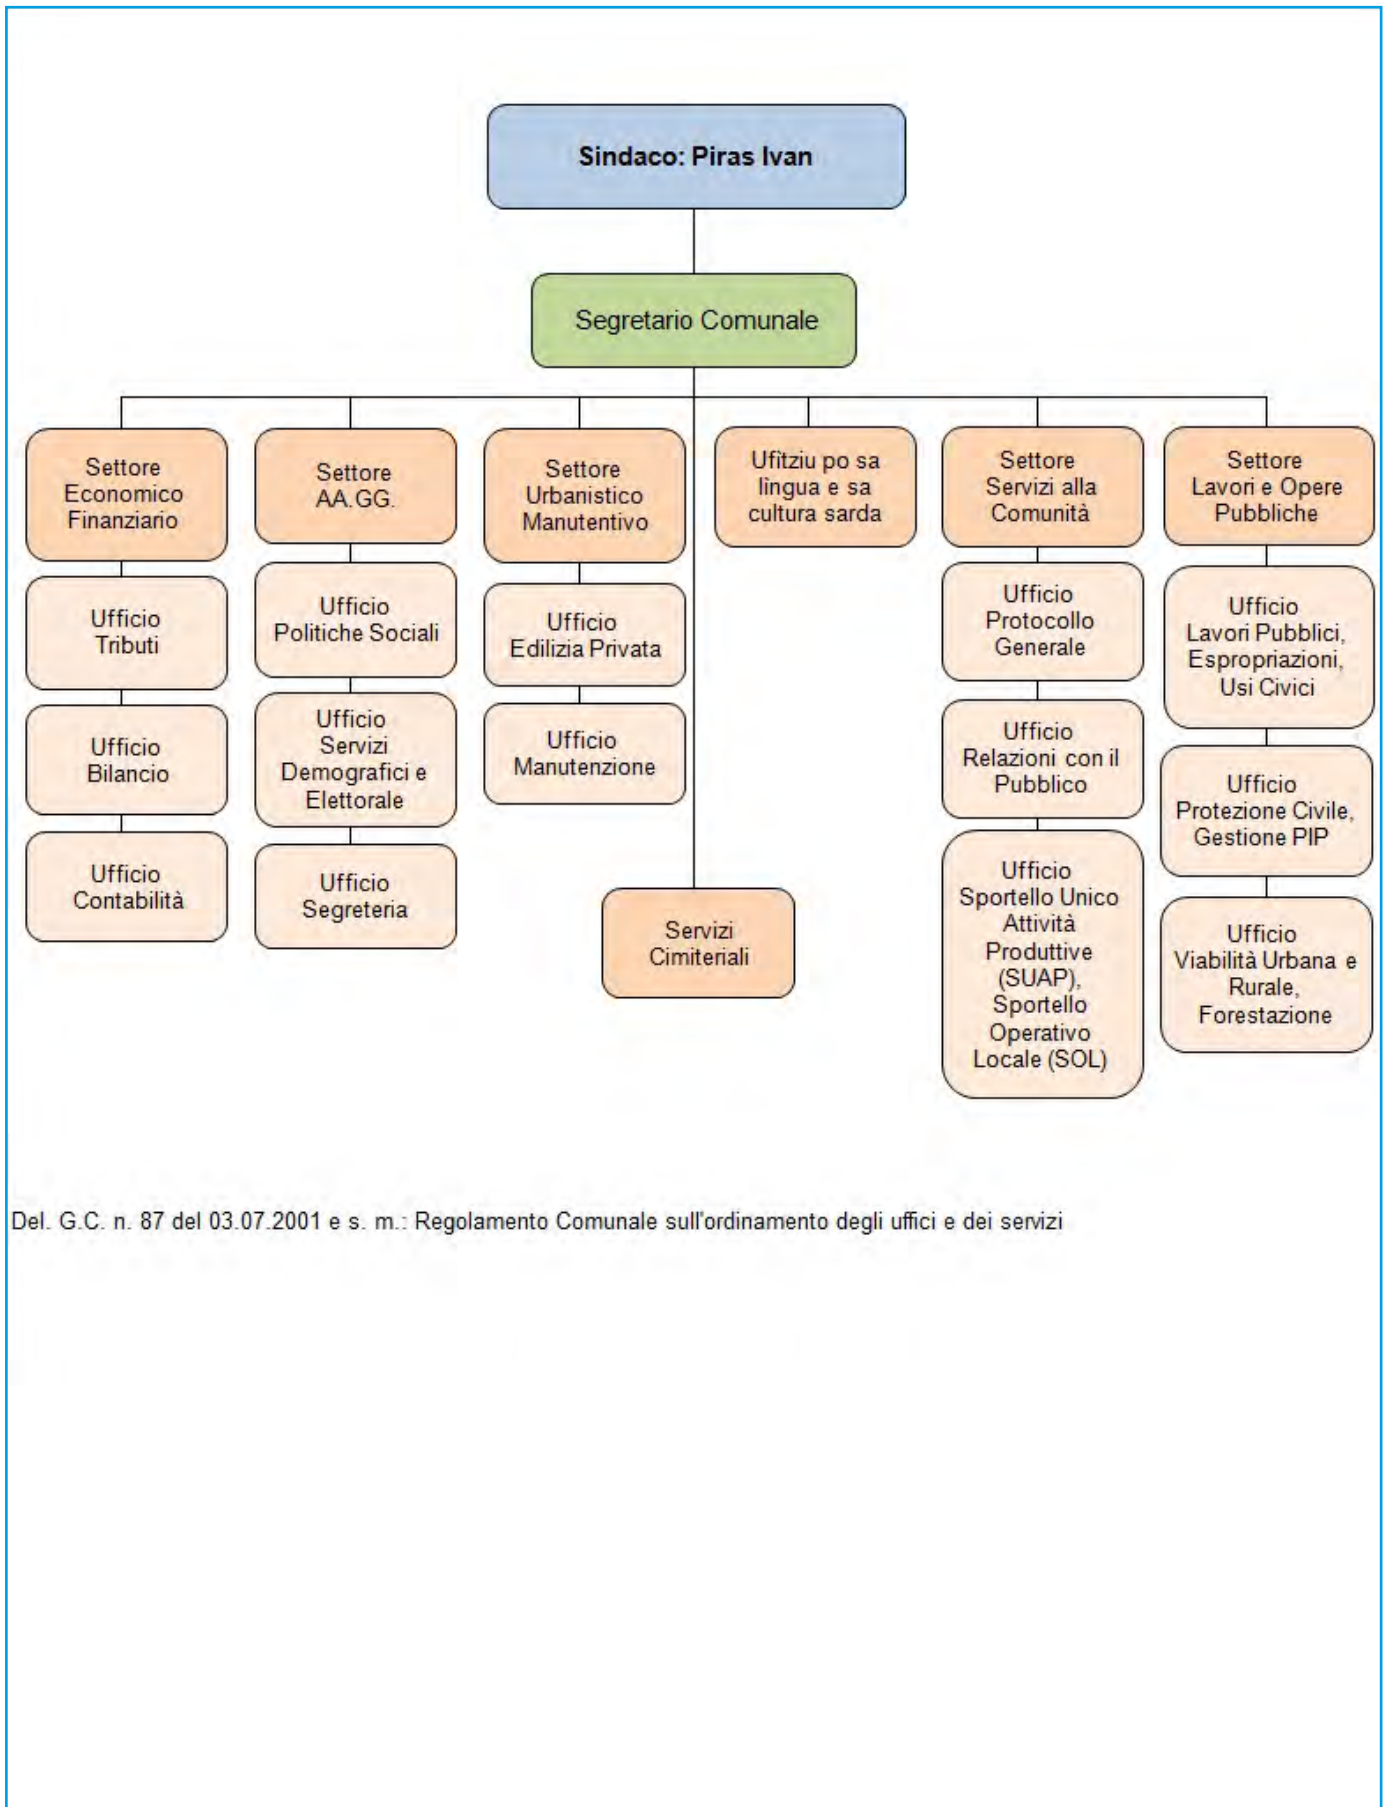 Sindaco: Piras Ivan
Segretario Comunale
Settore
Economico
Finanziario
Ufficio
Tributi
Ufficio
Bilancio
Ufficio
Contabilità
Settore
AA.GG.
Ufficio
Politiche Sociali
Ufficio
Servizi
Demografici e
Elettorale
Ufficio
Segreteria
Settore
Urbanistico
Manutentivo
Ufficio
Edilizia Privata
Ufficio
Manutenzione
Servizi
Cimiteriali
Ufìtziu po sa
lìngua e sa
cultura sarda
Settore
Servizi alla
Comunità
Ufficio
Protocollo
Generale
Ufficio
Relazioni con il
Pubblico
Ufficio
Sportello Unico
Attività
Produttive
(SUAP),
Sportello
Operativo
Locale (SOL)
Settore
Lavori e Opere
Pubbliche
Ufficio
Lavori Pubblici,
Espropriazioni,
Usi Civici
Ufficio
Protezione Civile,
Gestione PIP
Ufficio
Viabilità Urbana e
Rurale,
Forestazione
Del. G.C. n. 87 del 03.07.2001 e s. m.: Regolamento Comunale sull'ordinamento degli uffici e dei servizi